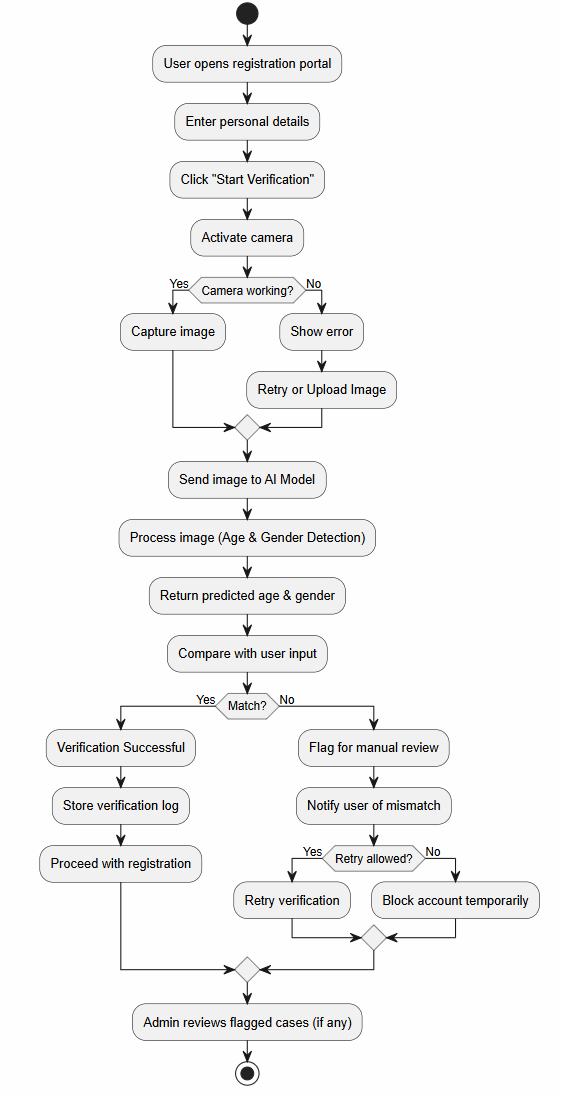 User opens registration portal
Enter personal details
Click "Start Verification"
Activate camera
Yes
Camera working?
No
Capture image
Show error
Retry or Upload Image
Send image to AI Model
Process image (Age & Gender Detection)
Return predicted age & gender
Compare with user input
Yes
Match?
No
Verification Successful
Flag for manual review
Store verification log
Notify user of mismatch
Proceed with registration
Yes
Retry allowed?
No
Retry verification
Block account temporarily
Admin reviews flagged cases (if any)